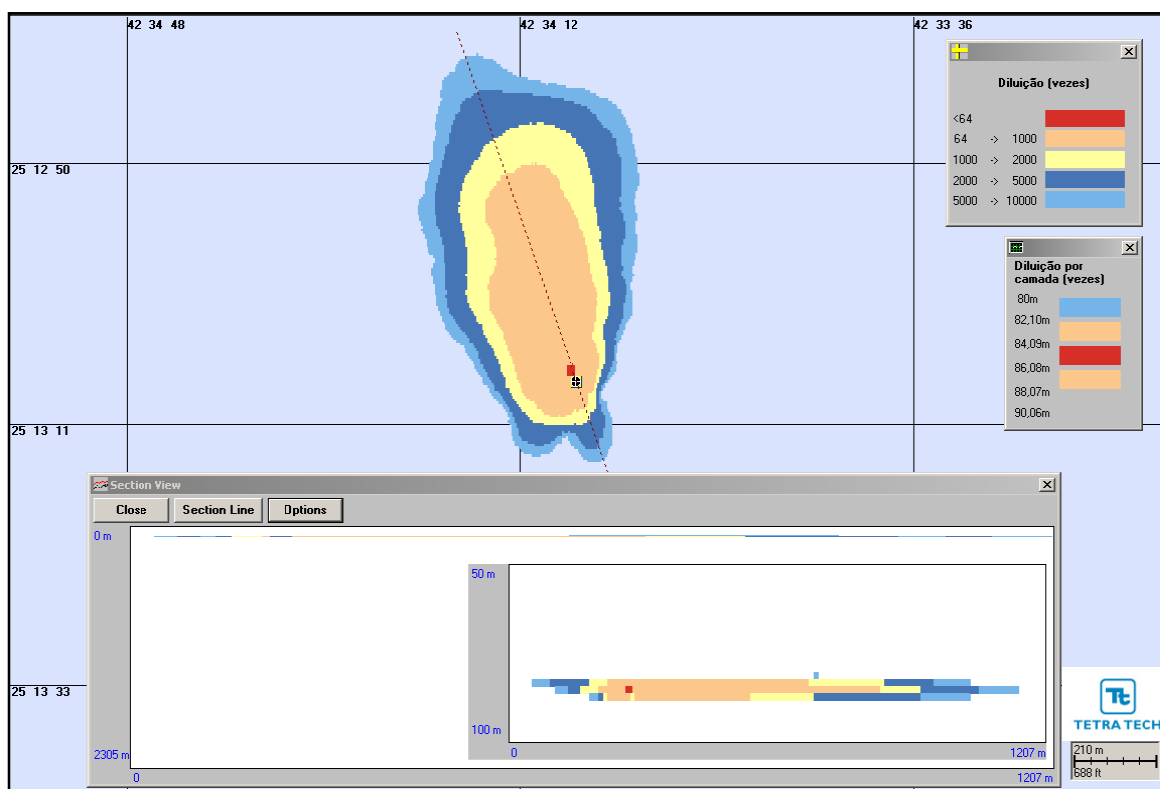 42 34 48
42 34 12
42 33 36
25 12 50
25 13 11
25 13 33
Diluição (vezes)
<64
64 -> 1000
1000 -> 2000
2000 -> 5000
5000 -> 10000
Diluição por
camada (vezes)
80m
82,10m
84,09m
86,08m
88,07m
90,06m
Section View
Close
Section Line
Options
0 m
2305 m
0
1207 m
50 m
100 m
0
1207 m
Tt
TETRA TECH
210 m
688 ft